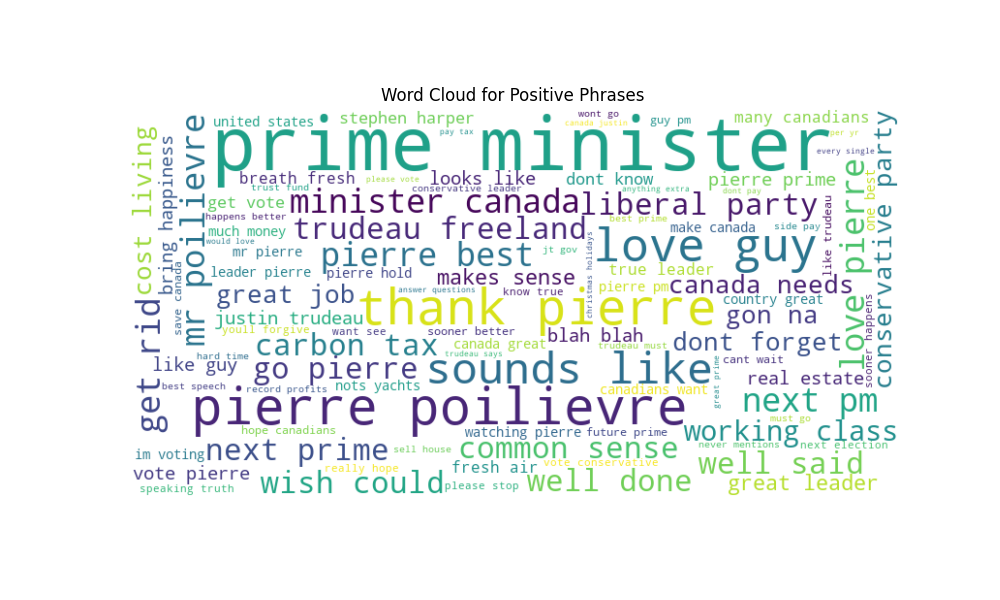 Word Cloud for Positive Phrases
prime minister
united states
stephen harper
pay tax
wont go
canada justin
guy pm
many canadians
per yr
every single
breath fresh
please vote
looks like
dont know
pierre prime
trust fund
conservative leader
anything extra
dont pay
one best
get vote
minister canada
liberal party
happens better
best prime
much money
trudeau freeland
make canada
side pay
would love
mr pierre
pierre best
jt gov
love guy
like trudeau
love pierre
conservative party
cost living
bring happiness
mr poilievre
save canada
leader pierre
pierre hold
makes sense
true leader
christmas holidays
answer questions
know true
pierre pm
canada needs
great job
thank pierre
country great
gon na
justin trudeau
youll forgive
want see
sooner better
blah blah
dont forget
sooner happens
get rid
carbon tax
canada great
trudeau must
hard time
trudeau says
like guy
go pierre
sounds like
great prime
cant wait
real estate
best speech
record profits
nots yachts
canadians want
next pm
pierre poilievre
must go
hope canadians
watching pierre
future prime
working class
im voting
next prime
sell house
common sense
never mentions
next election
vote pierre
really hope
fresh air
vote conservative
well said
speaking truth
wish could
please stop
well done
great leader